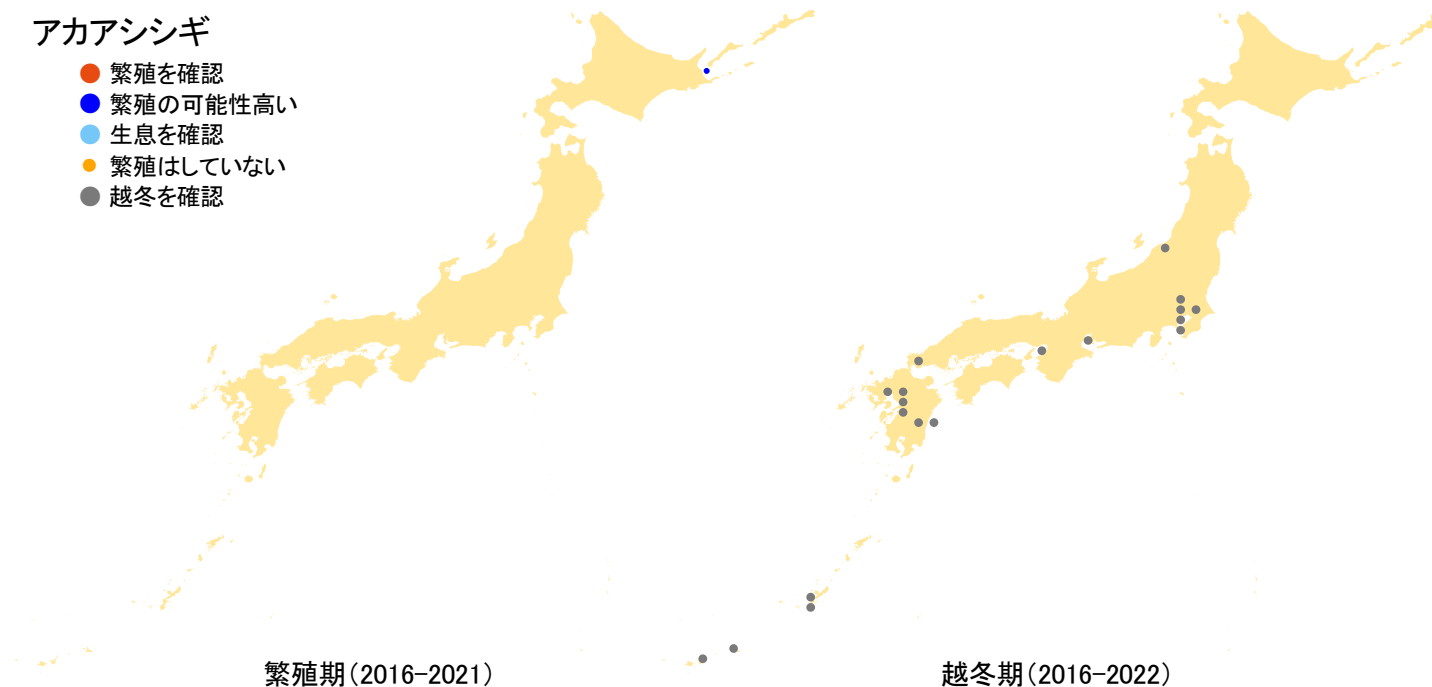 アカアシシギ
繁殖を確認
繁殖の可能性高い
生息を確認
繁殖はしていない
越冬を確認
繁殖期(2016-2021)
越冬期(2016-2022)